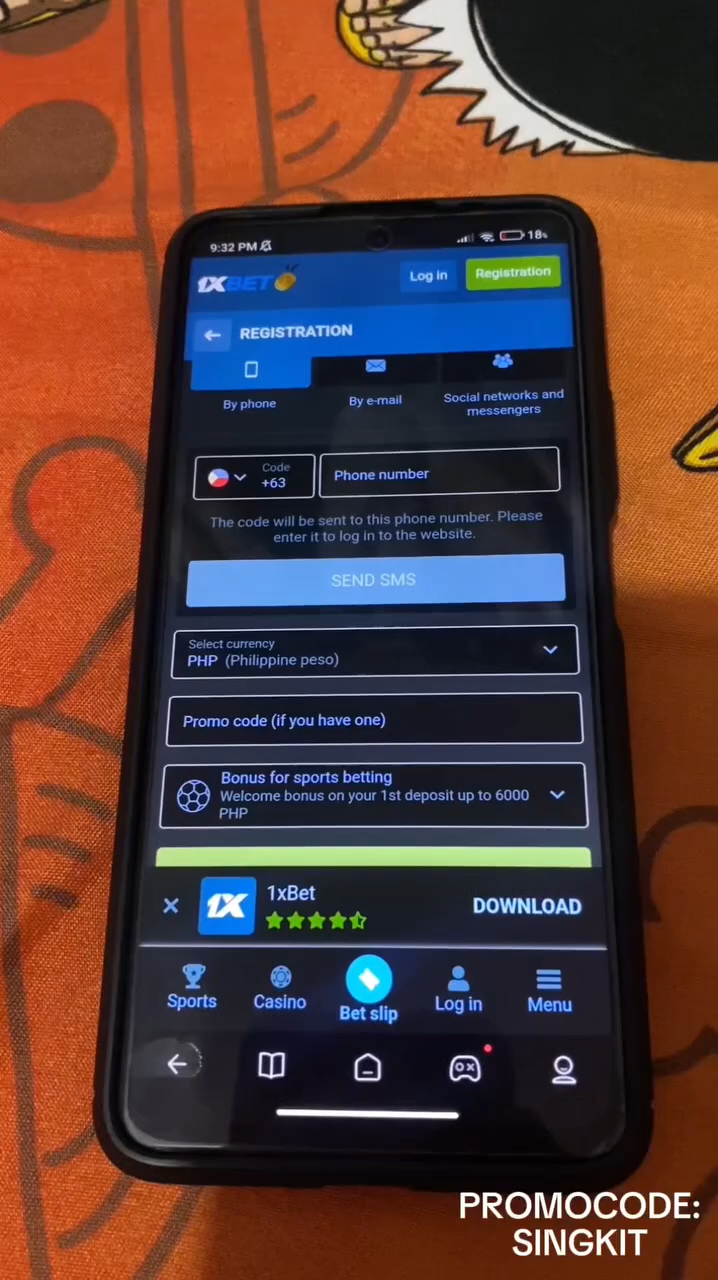 9:32 PM
18%
1XBET
Log in
Registration
REGISTRATION
By phone
By e-mail
Social networks and
messengers
Code
+63
Phone number
The code will be sent to this phone number. Please
enter it to log in to the website.
SEND SMS
Select currency
PHP (Philippine peso)
Promo code (if you have one)
Bonus for sports betting
Welcome bonus on your 1st deposit up to 6000
PHP
1X
1xBet
DOWNLOAD
Sports
Casino
Bet slip
Log in
Menu
PROMOCODE:
SINGKIT